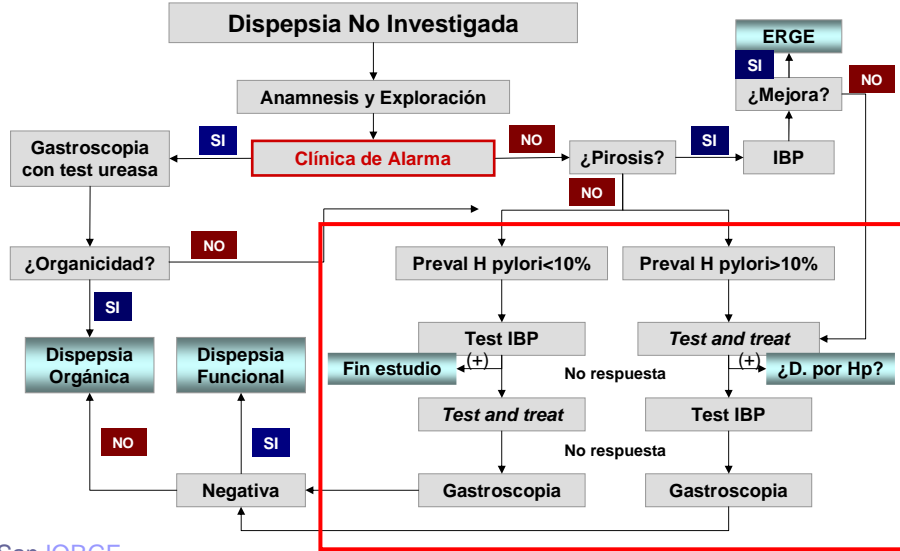 Dispepsia No Investigada
ERGE
SI
NO
Anamnesis y Exploración
¿Mejora?
SI
NO
Gastroscopia
con test ureasa
Clínica de Alarma
¿Pirosis?
SI
IBP
NO
NO
¿Organicidad?
Preval H pylori<10%
Preval H pylori>10%
SI
Test IBP
Test and treat
Dispepsia
Orgánica
Dispepsia
Funcional
Fin estudio
(+)
No respuesta
(+)
¿D. por Hp?
Test and treat
Test IBP
NO
SI
No respuesta
Negativa
Gastroscopia
Gastroscopia
San JORGE